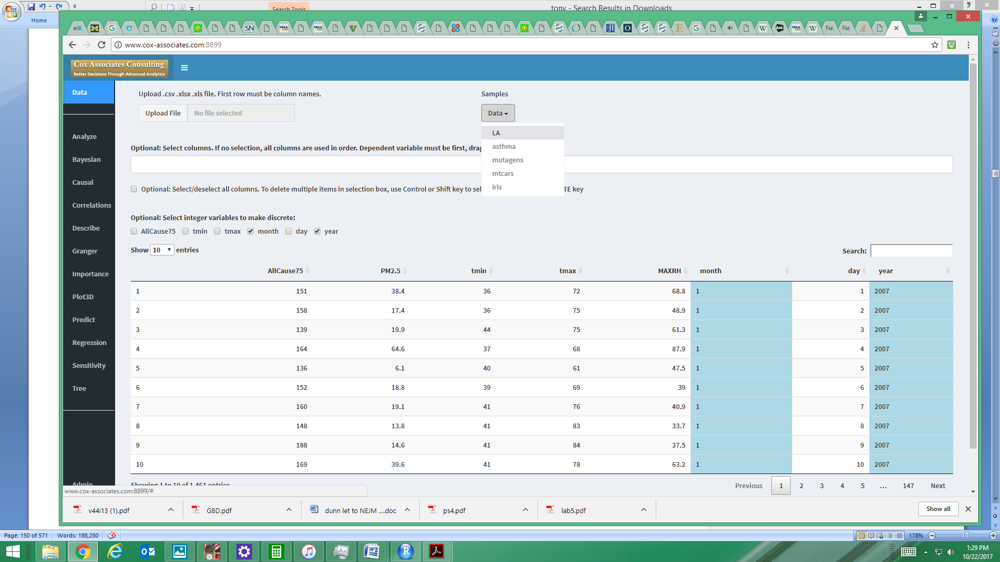 Search Tools
tony - Search Results in Downloads
Home
edX
M
G
SN
UCLA
UCLA
V
JI
O
E
G
W
Aol
UCLA
W
Ne
Ne
www.cox-associates.com:8899
Cox Associates Consulting
Better Decisions Through Advanced Analytics
Data
Analyze
Bayesian
Causal
Correlations
Describe
Granger
Importance
Plot3D
Predict
Regression
Sensitivity
Tree
Admin
Upload .csv .xlsx .xls file. First row must be column names.
Upload File No file selected
Samples
Data
LA
asthma
mutagens
mtcars
iris
Optional: Select columns. If no selection, all columns are used in order. Dependent variable must be first, drag
Optional: Select/deselect all columns. To delete multiple items in selection box, use Control or Shift key to sel TE key
Optional: Select integer variables to make discrete:
AllCause75 tmin tmax month day year
Show 10 entries
Search:
AllCause75 PM2.5 tmin tmax MAXRH month day year
1 151 38.4 36 72 68.8 1 1 2007
2 158 17.4 36 75 48.9 1 2 2007
3 139 19.9 44 75 61.3 1 3 2007
4 164 64.6 37 68 87.9 1 4 2007
5 136 6.1 40 61 47.5 1 5 2007
6 152 18.8 39 69 39 1 6 2007
7 160 19.1 41 76 40.9 1 7 2007
8 148 13.8 41 83 33.7 1 8 2007
9 188 14.6 41 84 37.5 1 9 2007
10 169 39.6 41 78 63.2 1 10 2007
Showing 1 to 10 of 1,461 entries
Previous 1 2 3 4 5 ... 147 Next
www.cox-associates.com:8899/#
v44i13 (1).pdf
GBD.pdf
dunn let to NEJM ....doc
ps4.pdf
lab5.pdf
Show all
Page: 150 of 571 Words: 188,280
178%
1:29 PM
10/22/2017